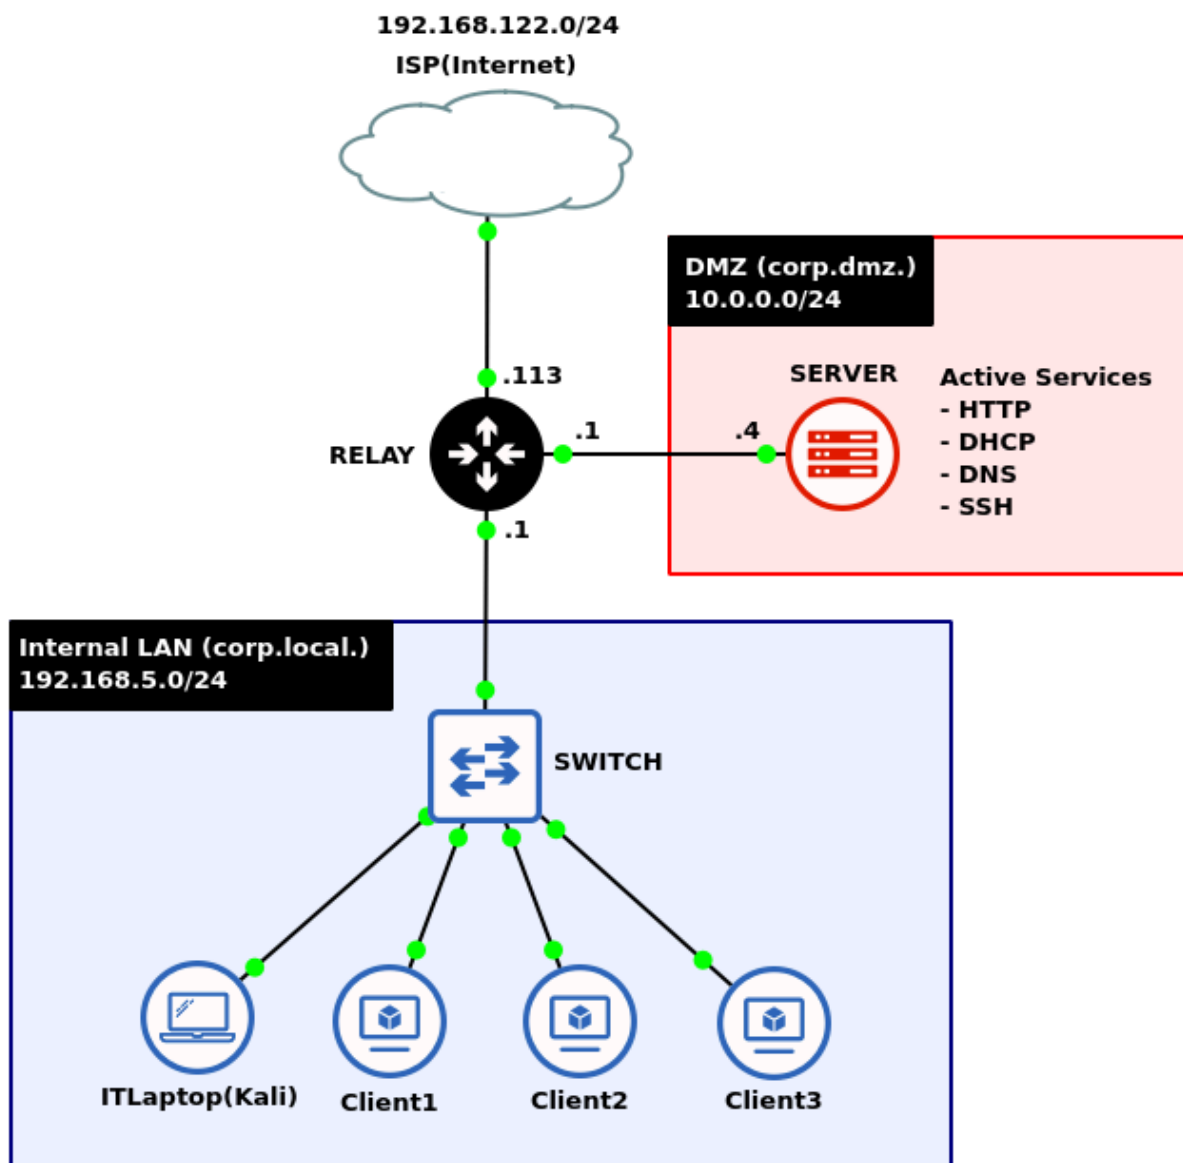 192.168.122.0/24
ISP(Internet)
DMZ (corp.dmz.)
10.0.0.0/24
.113
SERVER
Active Services
- HTTP
- DHCP
- DNS
- SSH
RELAY
.1
.4
.1
Internal LAN (corp.local.)
192.168.5.0/24
SWITCH
ITLaptop(Kali)
Client1
Client2
Client3